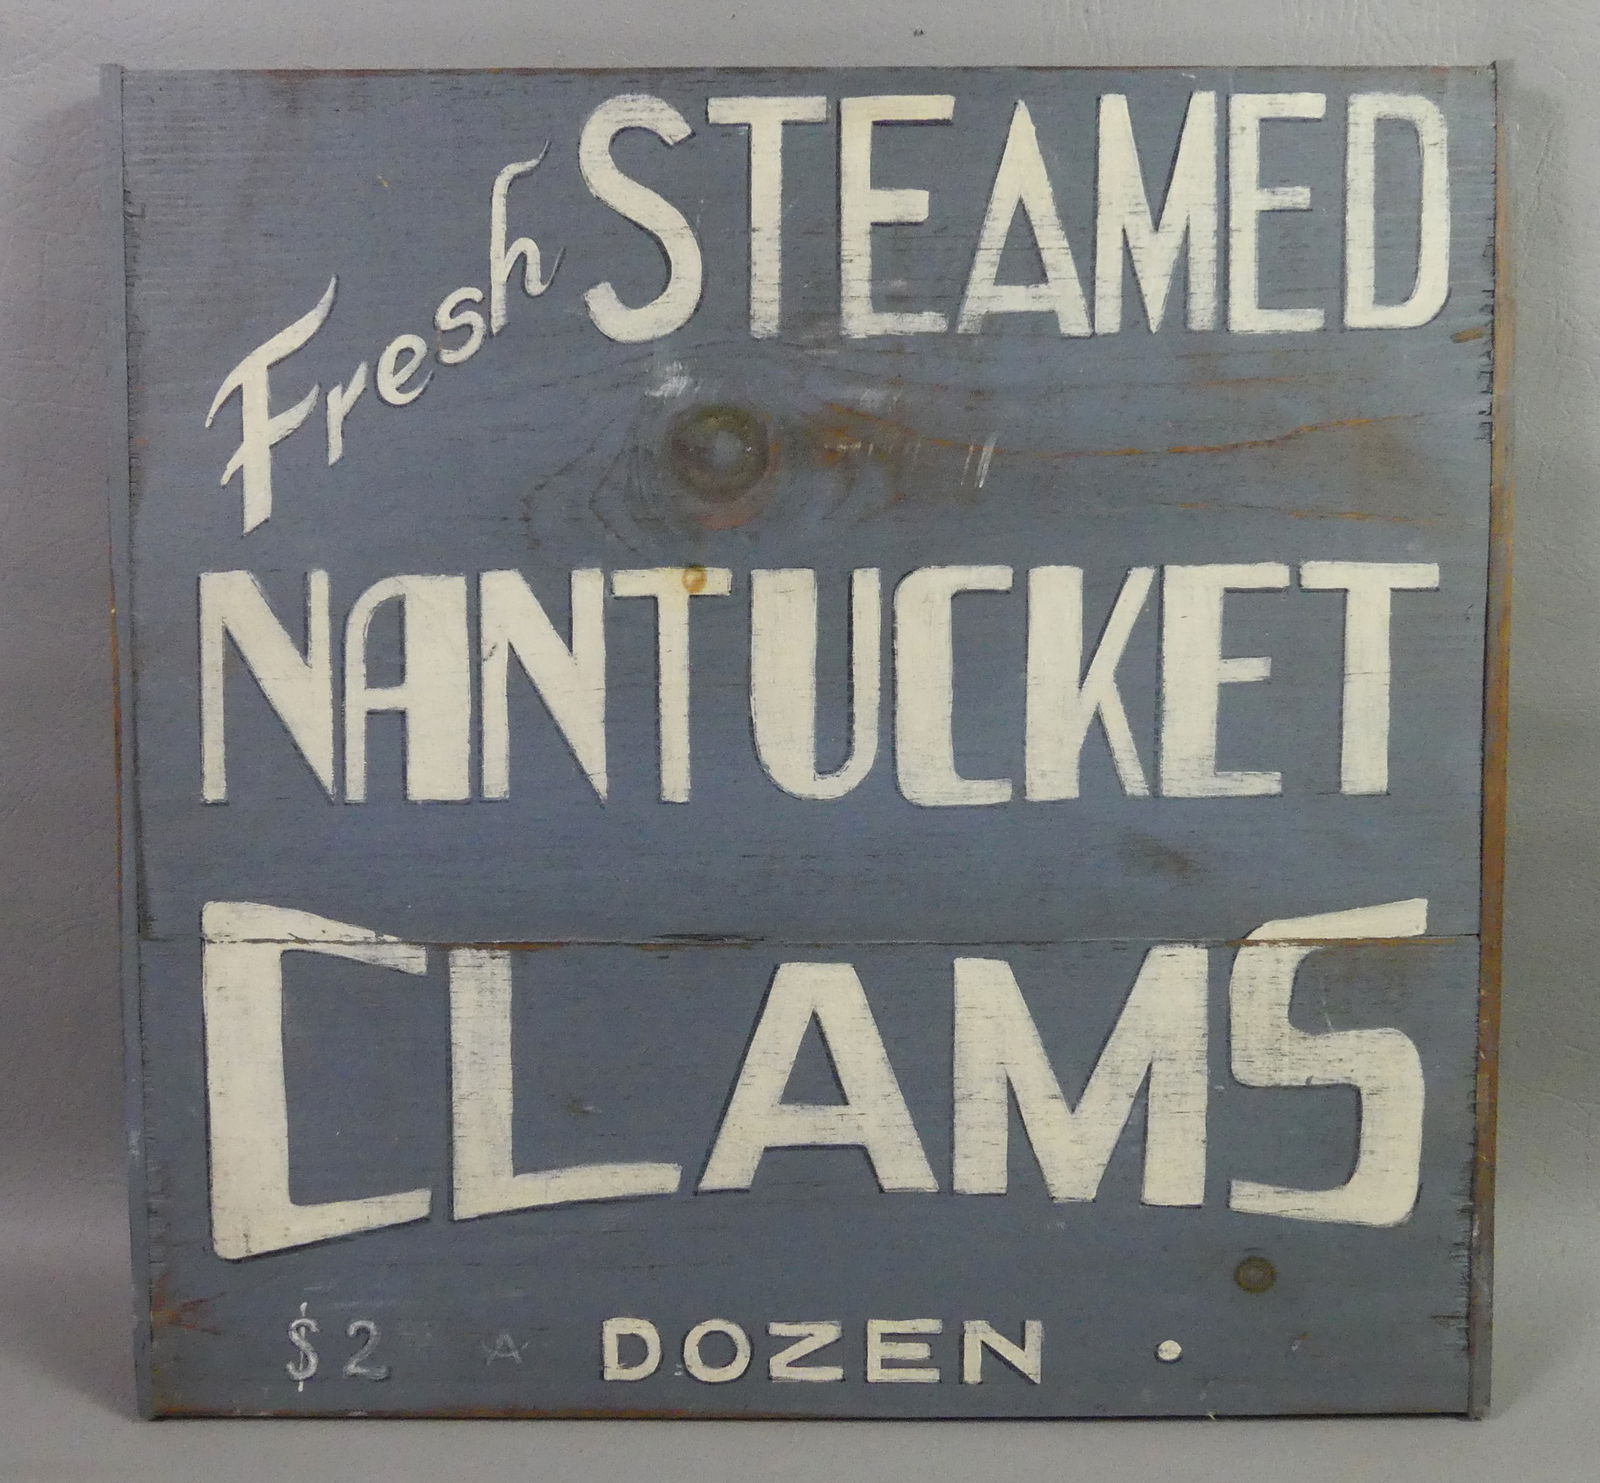 Fresh STEAMED
NANTUCKET
CLAMS
$2 A DOZEN .